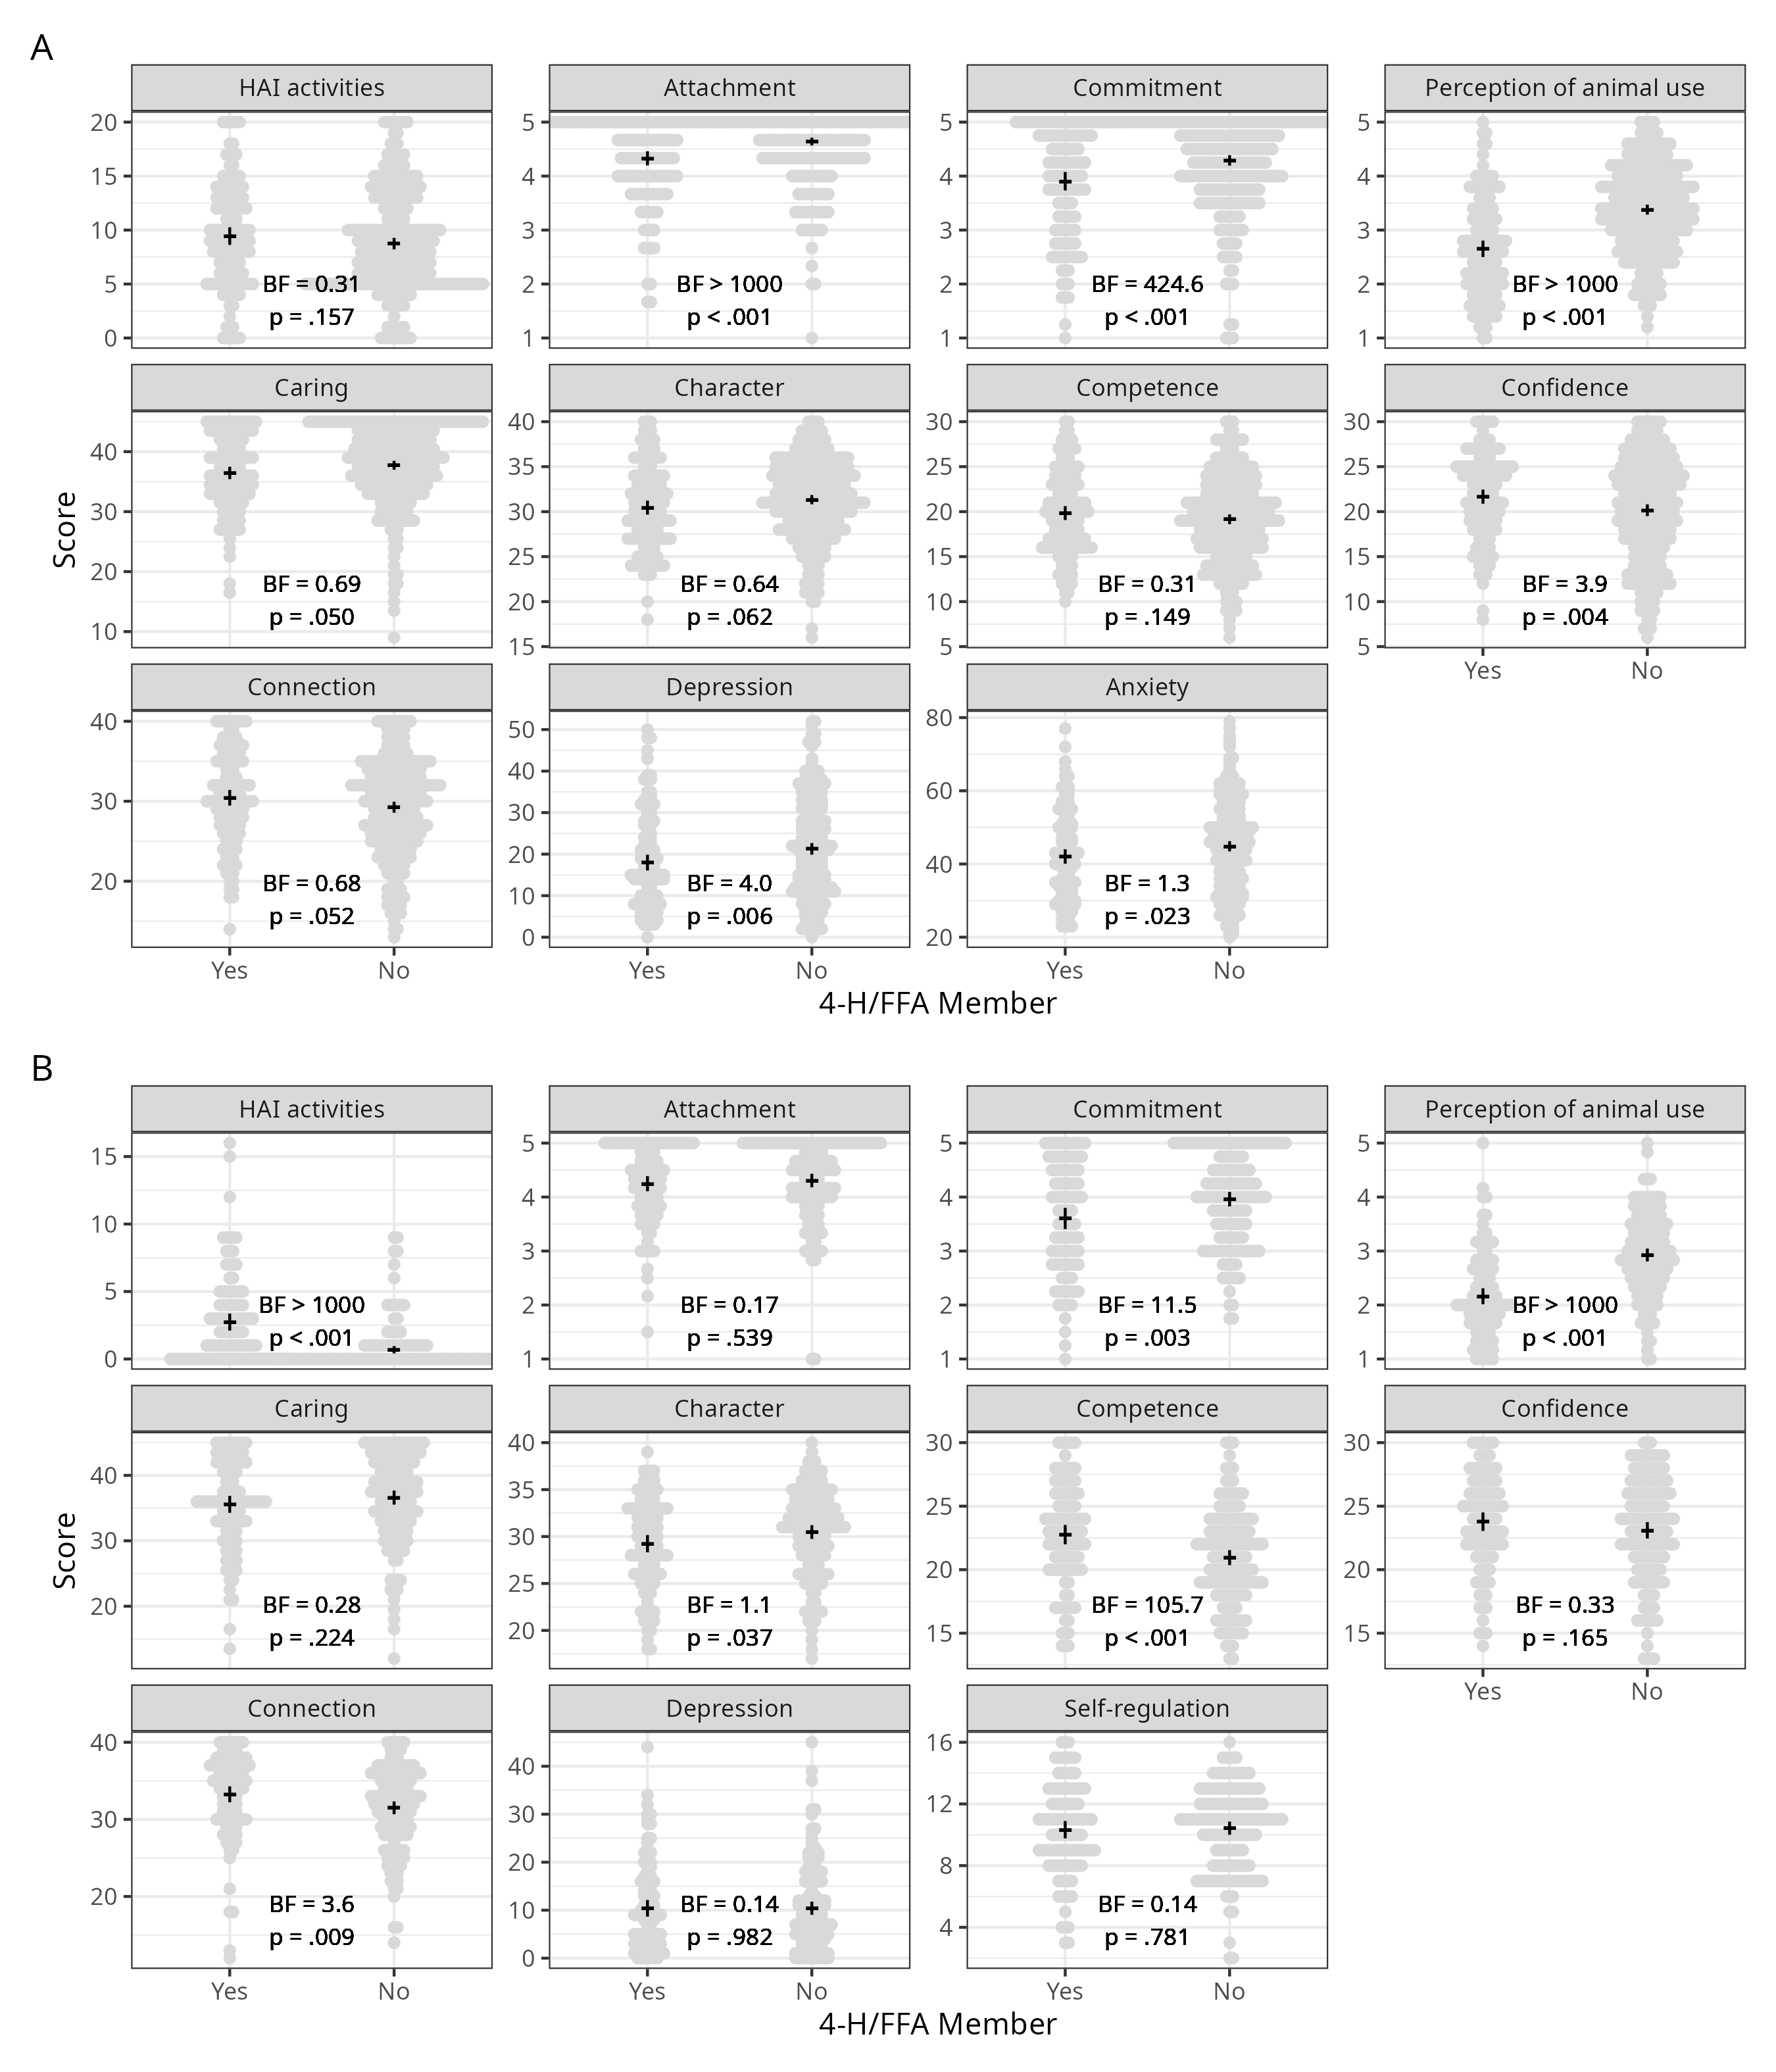 A
HAI activities
Attachment
Commitment
Perception of animal use
20
15
10
5
0
BF = 0.31
p = .157
5
4
3
2
1
BF > 1000
p < .001
5
4
3
2
1
BF = 424.6
p < .001
5
4
3
2
1
BF > 1000
p < .001
Caring
Character
Competence
Confidence
Score
40
30
20
10
BF = 0.69
p = .050
40
35
30
25
20
15
BF = 0.64
p = .062
30
25
20
15
10
5
BF = 0.31
p = .149
30
25
20
15
10
5
BF = 3.9
p = .004
Yes No
Connection
Depression
Anxiety
40
30
20
BF = 0.68
p = .052
50
40
30
20
10
0
BF = 4.0
p = .006
80
60
40
20
BF = 1.3
p = .023
Yes No
Yes No
Yes No
4-H/FFA Member
B
HAI activities
Attachment
Commitment
Perception of animal use
15
10
5
0
BF > 1000
p < .001
5
4
3
2
1
BF = 0.17
p = .539
5
4
3
2
1
BF = 11.5
p = .003
5
4
3
2
1
BF > 1000
p < .001
Caring
Character
Competence
Confidence
Score
40
30
20
BF = 0.28
p = .224
40
35
30
25
20
BF = 1.1
p = .037
30
25
20
15
BF = 105.7
p < .001
30
25
20
15
BF = 0.33
p = .165
Yes No
Connection
Depression
Self-regulation
40
30
20
BF = 3.6
p = .009
40
30
20
10
0
BF = 0.14
p = .982
16
12
8
4
BF = 0.14
p = .781
Yes No
Yes No
Yes No
4-H/FFA Member